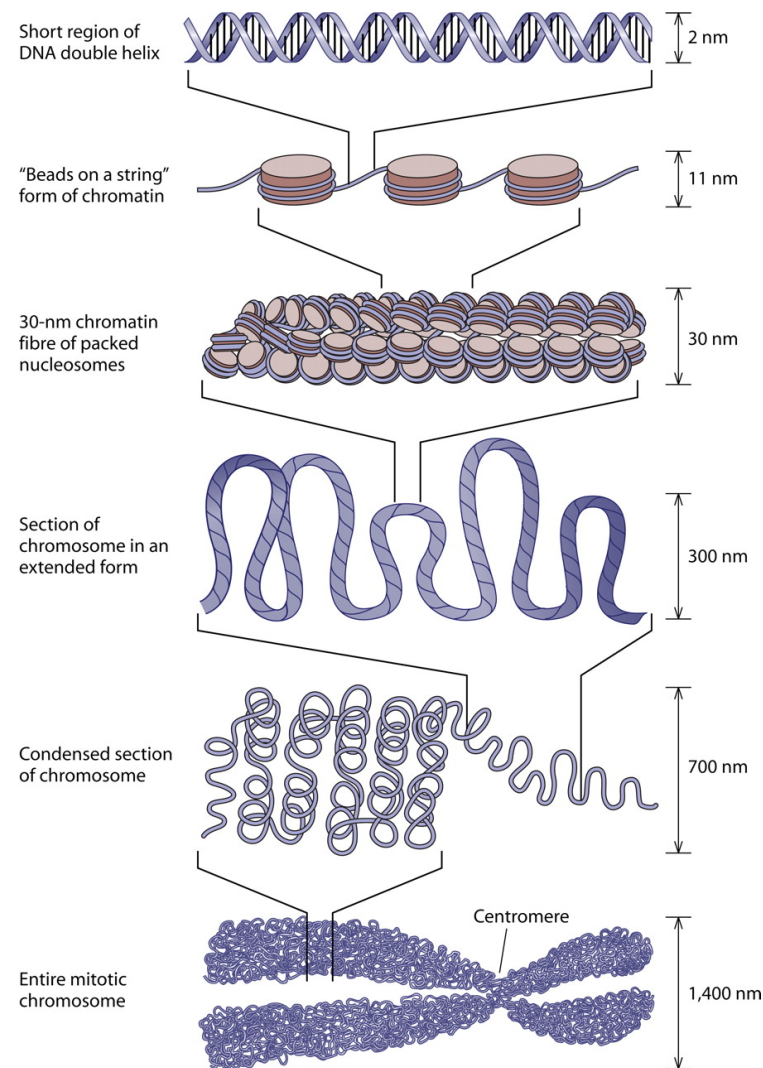 Short region of
DNA double helix
2 nm
“Beads on a string”
form of chromatin
11 nm
30-nm chromatin
fibre of packed
nucleosomes
30 nm
Section of
chromosome in an
extended form
300 nm
Condensed section
of chromosome
700 nm
Centromere
Entire mitotic
chromosome
1,400 nm